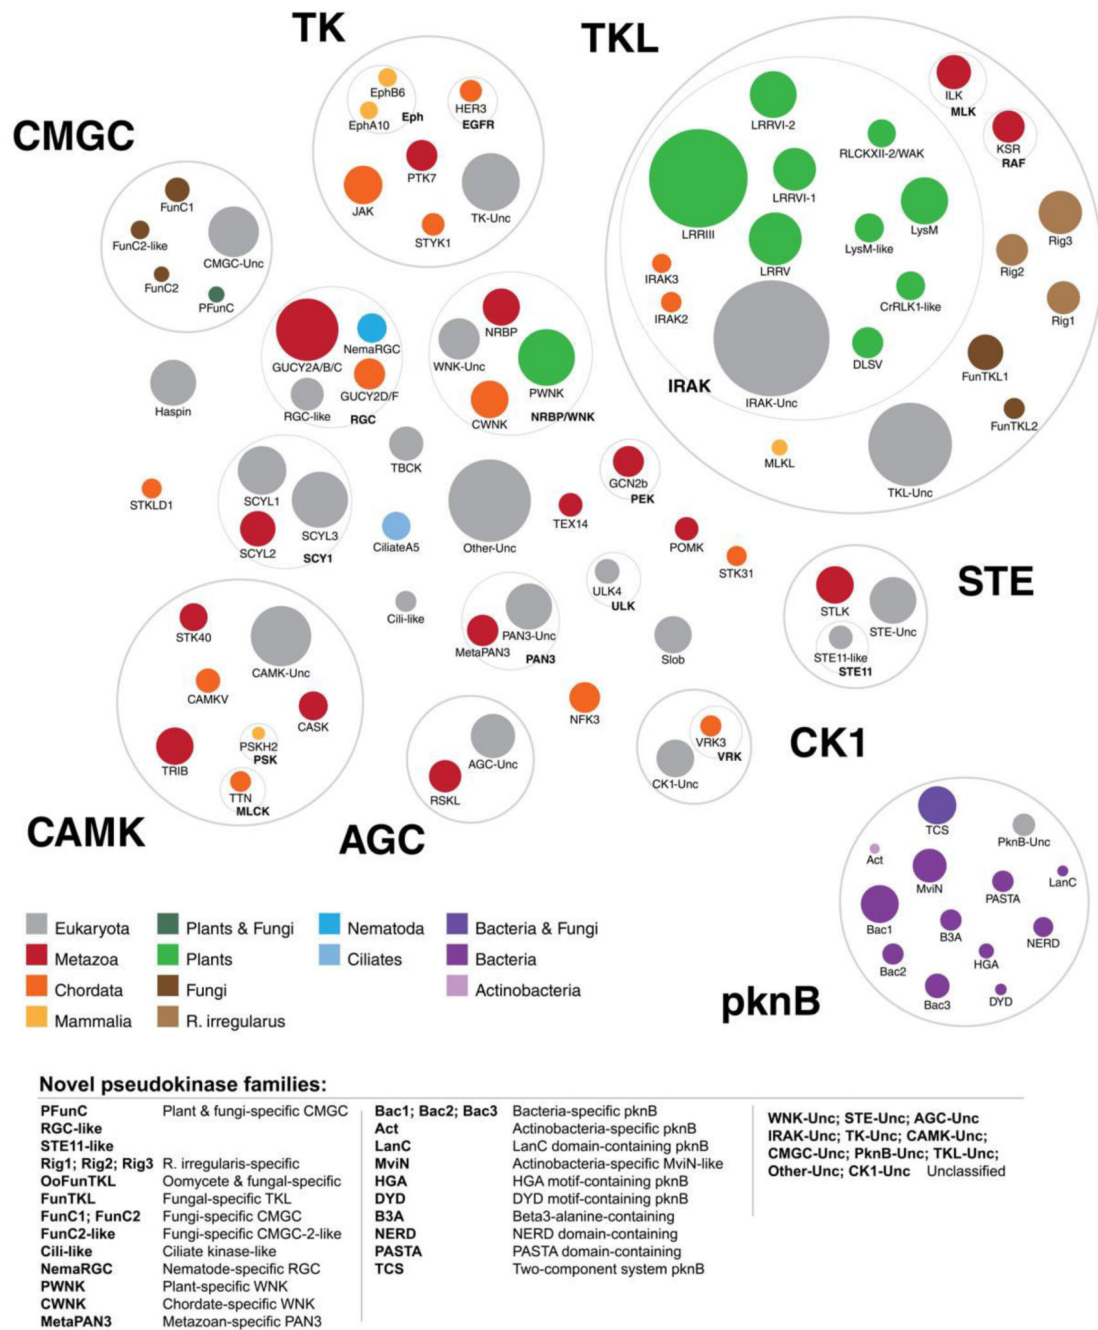 TK
TKL
CMGC
EphB6
EphA10
Eph
HER3
EGFR
PTK7
JAK
TK-Unc
STYK1
ILK
MLK
KSR
RAF
LRRVI-2
RLCKXII-2/WAK
LRRVI-1
LRRIII
LysM
LysM-like
LRRV
IRAK3
IRAK2
CrRLK1-like
DLSV
IRAK
IRAK-Unc
Rig3
Rig2
Rig1
FunTKL1
FunTKL2
MLKL
TKL-Unc
FunC1
FunC2-like
CMGC-Unc
FunC2
PFunC
GUCY2A/B/C
NemaRGC
GUCY2D/F
RGC-like
RGC
NRBP
WNK-Unc
PWNK
CWNK
NRBP/WNK
Haspin
TBCK
STKLD1
SCYL1
SCYL3
SCYL2
SCY1
CiliateA5
Other-Unc
TEX14
GCN2b
PEK
POMK
STK31
Cili-like
ULK4
ULK
PAN3-Unc
MetaPAN3
PAN3
Slob
NFK3
STE
STLK
STE-Unc
STE11-like
STE11
STK40
CAMK-Unc
CAMKV
CASK
TRIB
PSKH2
PSK
TTN
MLCK
CAMK
AGC-Unc
RSKL
AGC
VRK3
VRK
CK1-Unc
CK1
TCS
PknB-Unc
Act
MviN
LanC
PASTA
Bac1
B3A
NERD
Bac2
HGA
Bac3
DYD
pknB
Eukaryota
Metazoa
Chordata
Mammalia
Plants & Fungi
Plants
Fungi
R. irregularus
Nematoda
Ciliates
Bacteria & Fungi
Bacteria
Actinobacteria
Novel pseudokinase families:
PFunC Plant & fungi-specific CMGC
RGC-like
STE11-like
Rig1; Rig2; Rig3 R. irregularis-specific
OoFunTKL Oomycete & fungal-specific
FunTKL Fungal-specific TKL
FunC1; FunC2 Fungi-specific CMGC
FunC2-like Fungi-specific CMGC-2-like
Cili-like Ciliate kinase-like
NemaRGC Nematode-specific RGC
PWNK Plant-specific WNK
CWNK Chordate-specific WNK
MetaPAN3 Metazoan-specific PAN3
Bac1; Bac2; Bac3 Bacteria-specific pknB
Act Actinobacteria-specific pknB
LanC LanC domain-containing pknB
MviN Actinobacteria-specific MviN-like
HGA HGA motif-containing pknB
DYD DYD motif-containing pknB
B3A Beta3-alanine-containing
NERD NERD domain-containing
PASTA PASTA domain-containing
TCS Two-component system pknB
WNK-Unc; STE-Unc; AGC-Unc
IRAK-Unc; TK-Unc; CAMK-Unc;
CMGC-Unc; PknB-Unc; TKL-Unc;
Other-Unc; CK1-Unc Unclassified